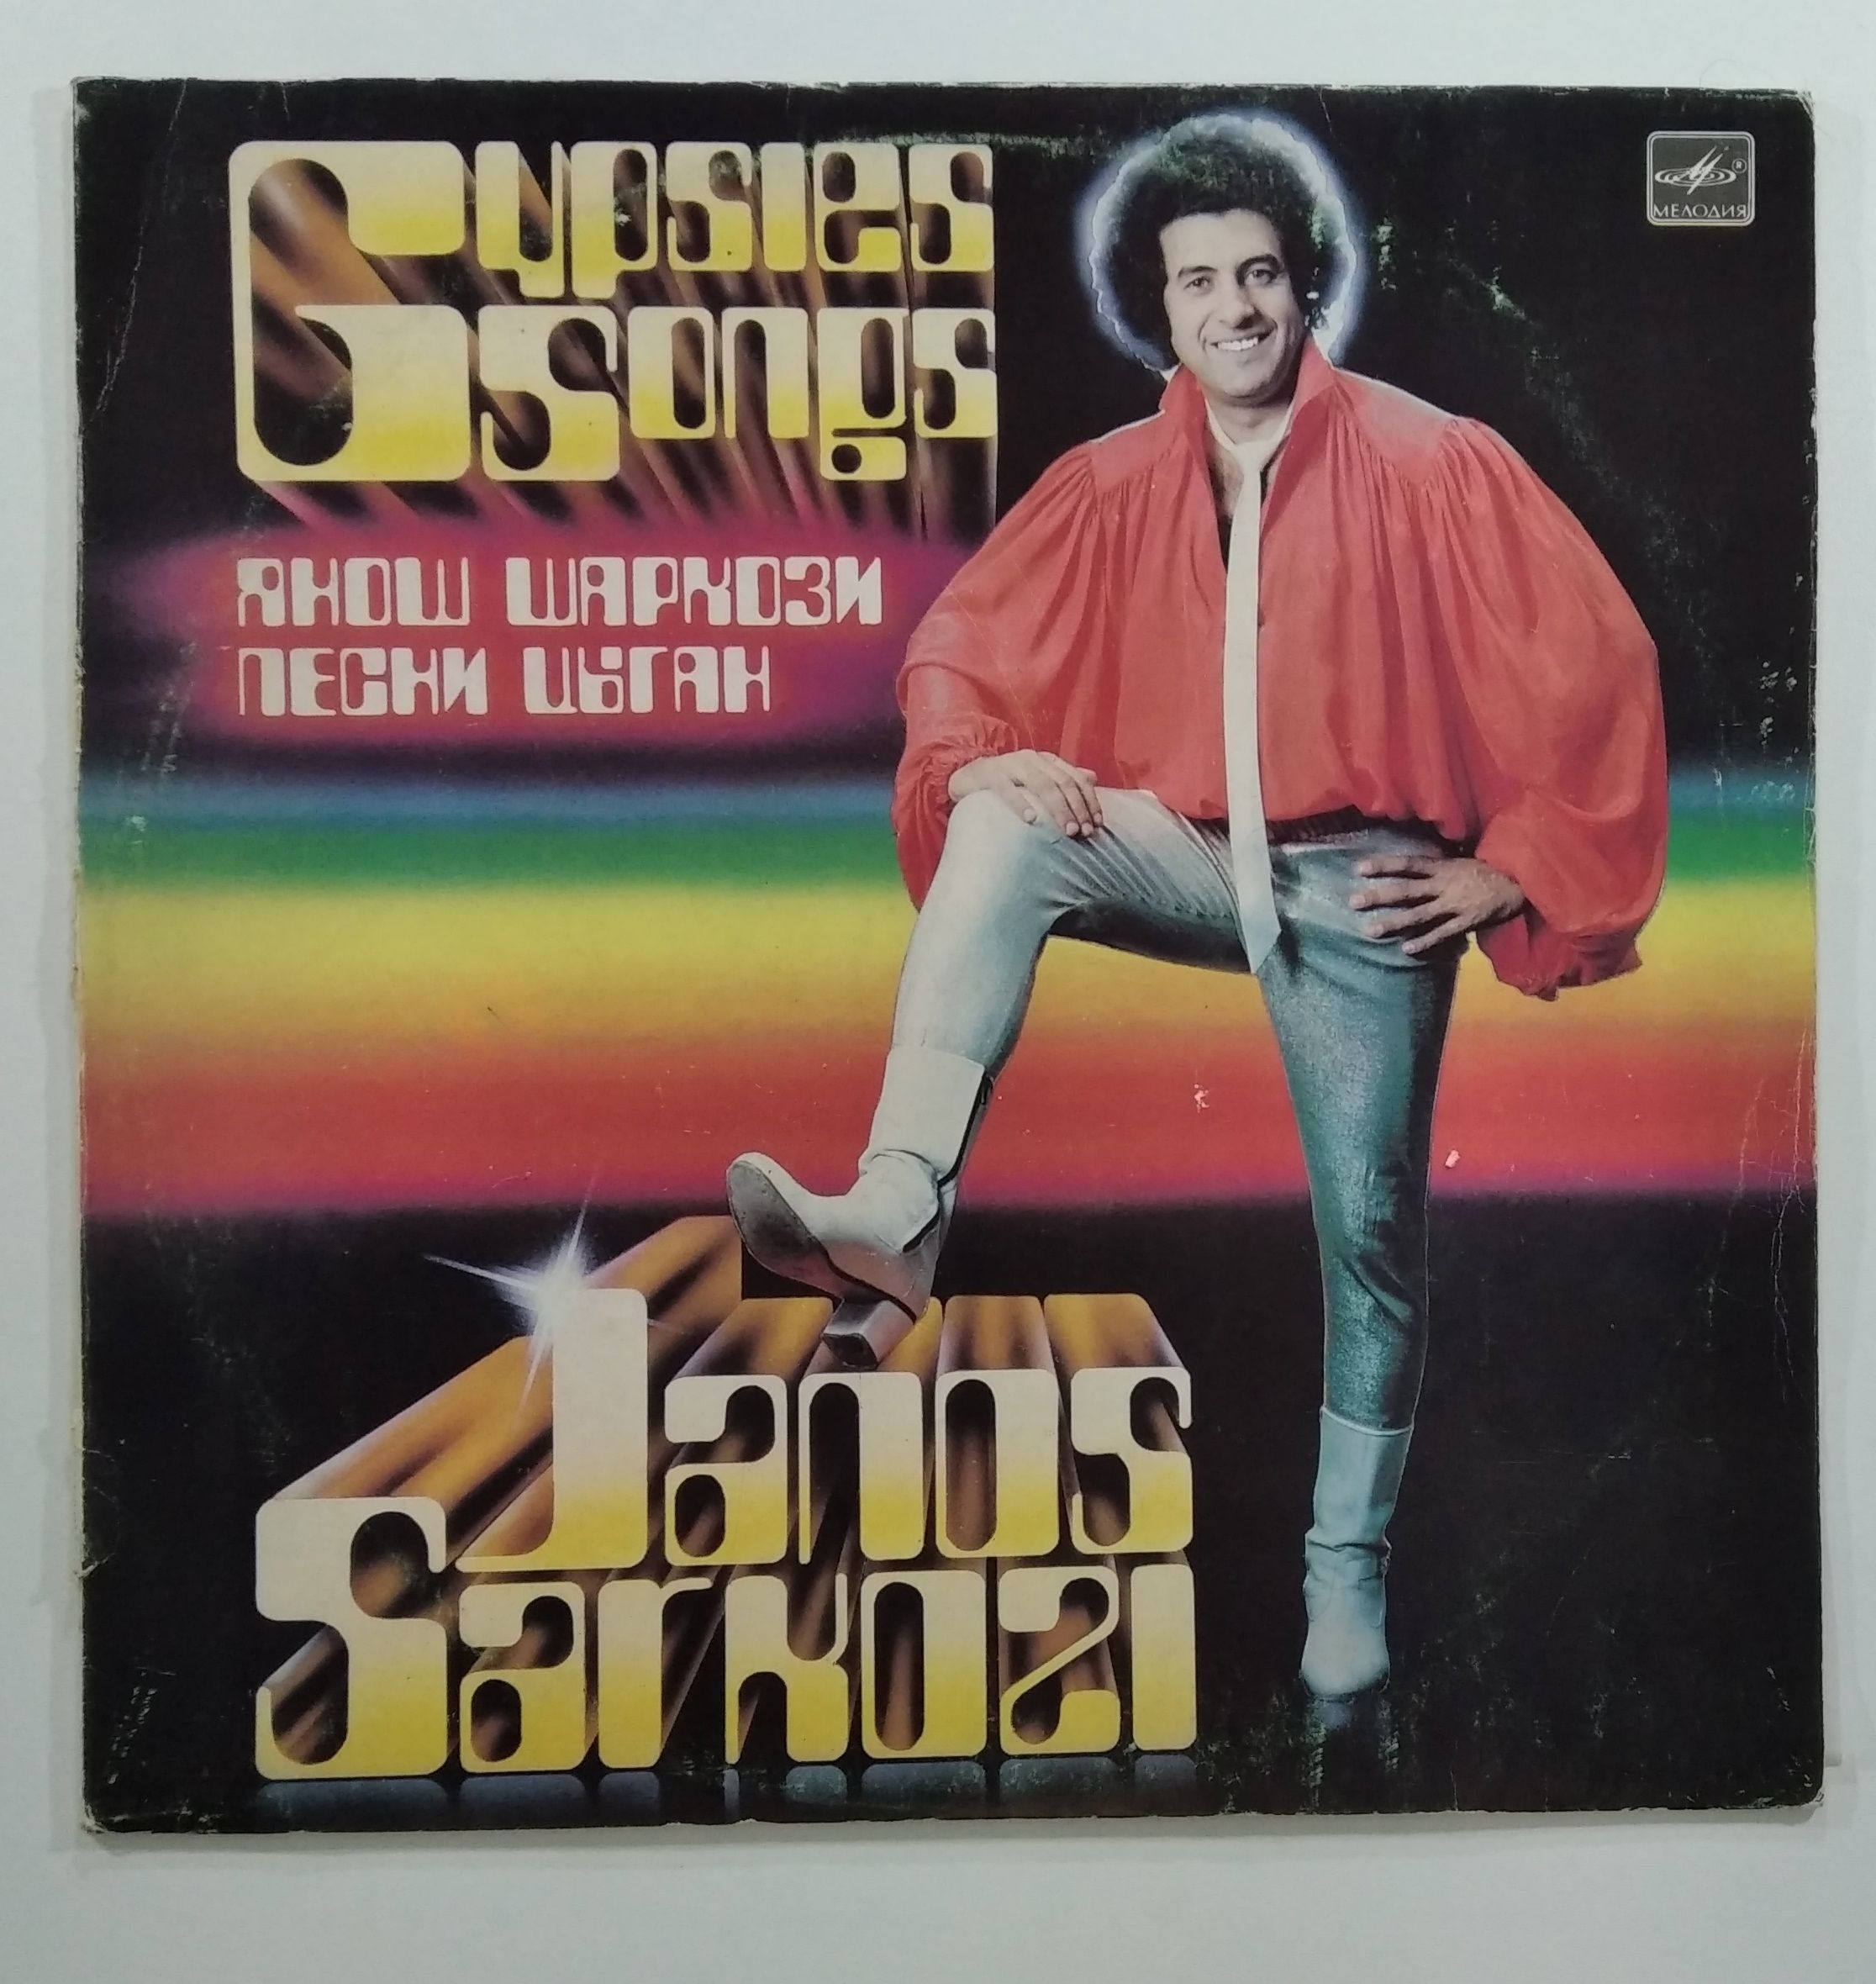 Gypsies
songs
ЯНОШ ШАРКОЗИ
ПЕСНИ ЦЫГАН
МЕЛОДИЯ
®
Janos
Sarkozi